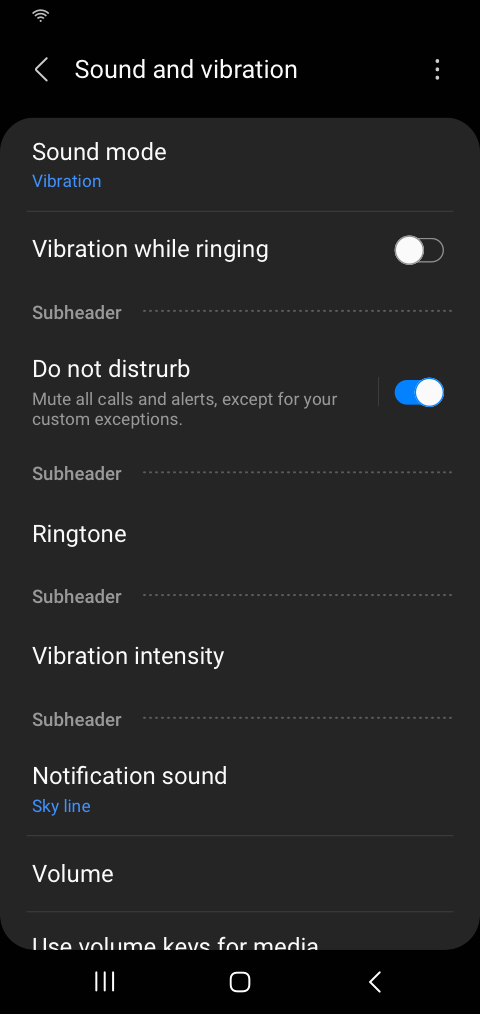 Sound and vibration
Sound mode
Vibration
Vibration while ringing
Subheader
Do not distrurb
Mute all calls and alerts, except for your
custom exceptions.
Subheader
Ringtone
Subheader
Vibration intensity
Subheader
Notification sound
Sky line
Volume
Use volume keys for media